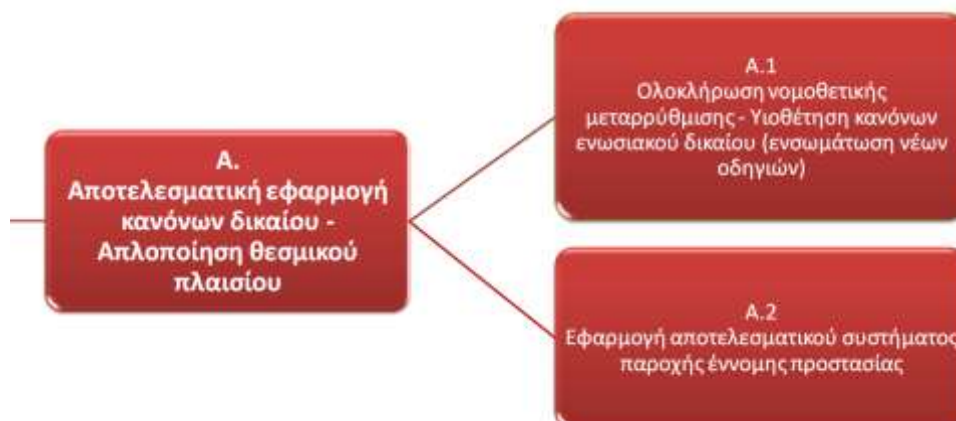 Α.
Αποτελεσματική εφαρμογή
κανόνων δικαίου -
Απλοποίηση θεσμικού
πλαισίου
Α.1
Ολοκλήρωση νομοθετικής
μεταρρύθμισης - Υιοθέτηση κανόνων
ενωσιακού δικαίου (ενσωμάτωση νέων
οδηγιών)
Α.2
Εφαρμογή αποτελεσματικού συστήματος
παροχής έννομης προστασίας